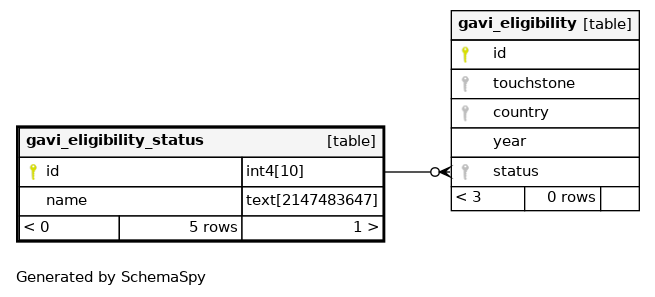 gavi_eligibility [table]
id
touchstone
country
year
status
< 3 0 rows
gavi_eligibility_status [table]
id int4[10]
name text[2147483647]
< 0 5 rows 1 >
Generated by SchemaSpy